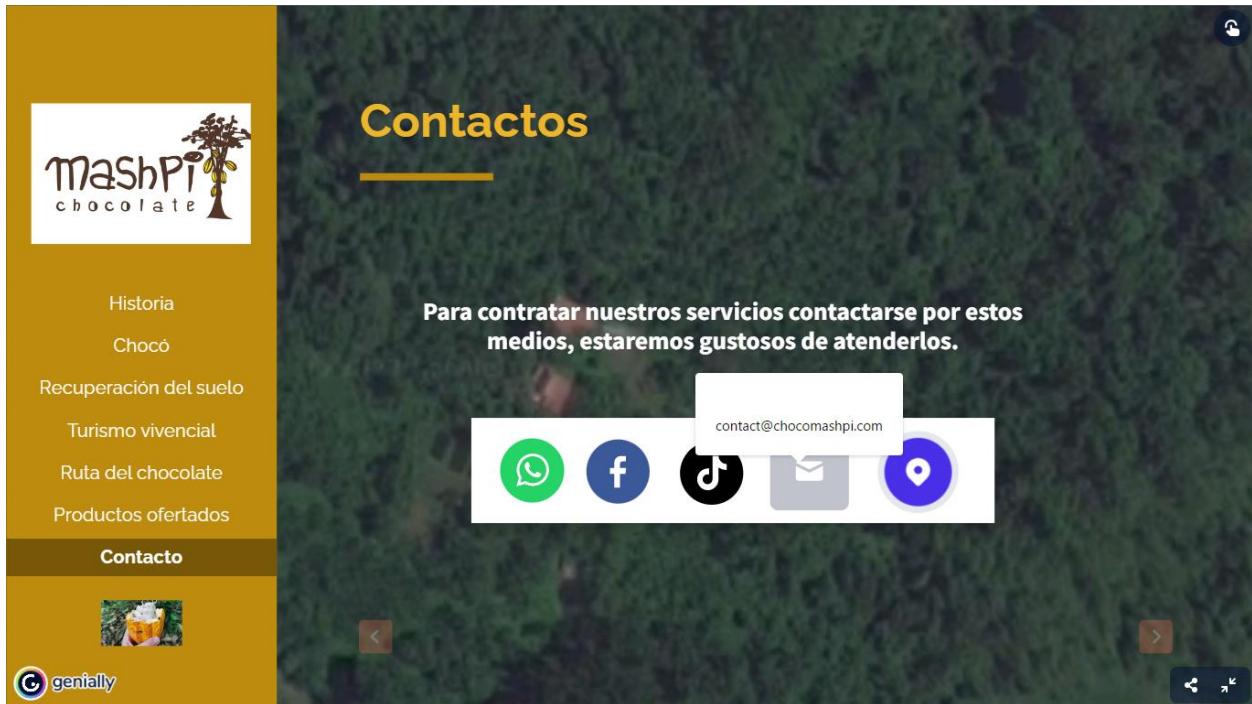 mashpi
chocolate
Historia
Chocó
Recuperación del suelo
Turismo vivencial
Ruta del chocolate
Productos ofertados
Contacto
genially
Contactos
Para contratar nuestros servicios contactarse por estos
medios, estaremos gustosos de atenderlos.
contact@chocomashpi.com